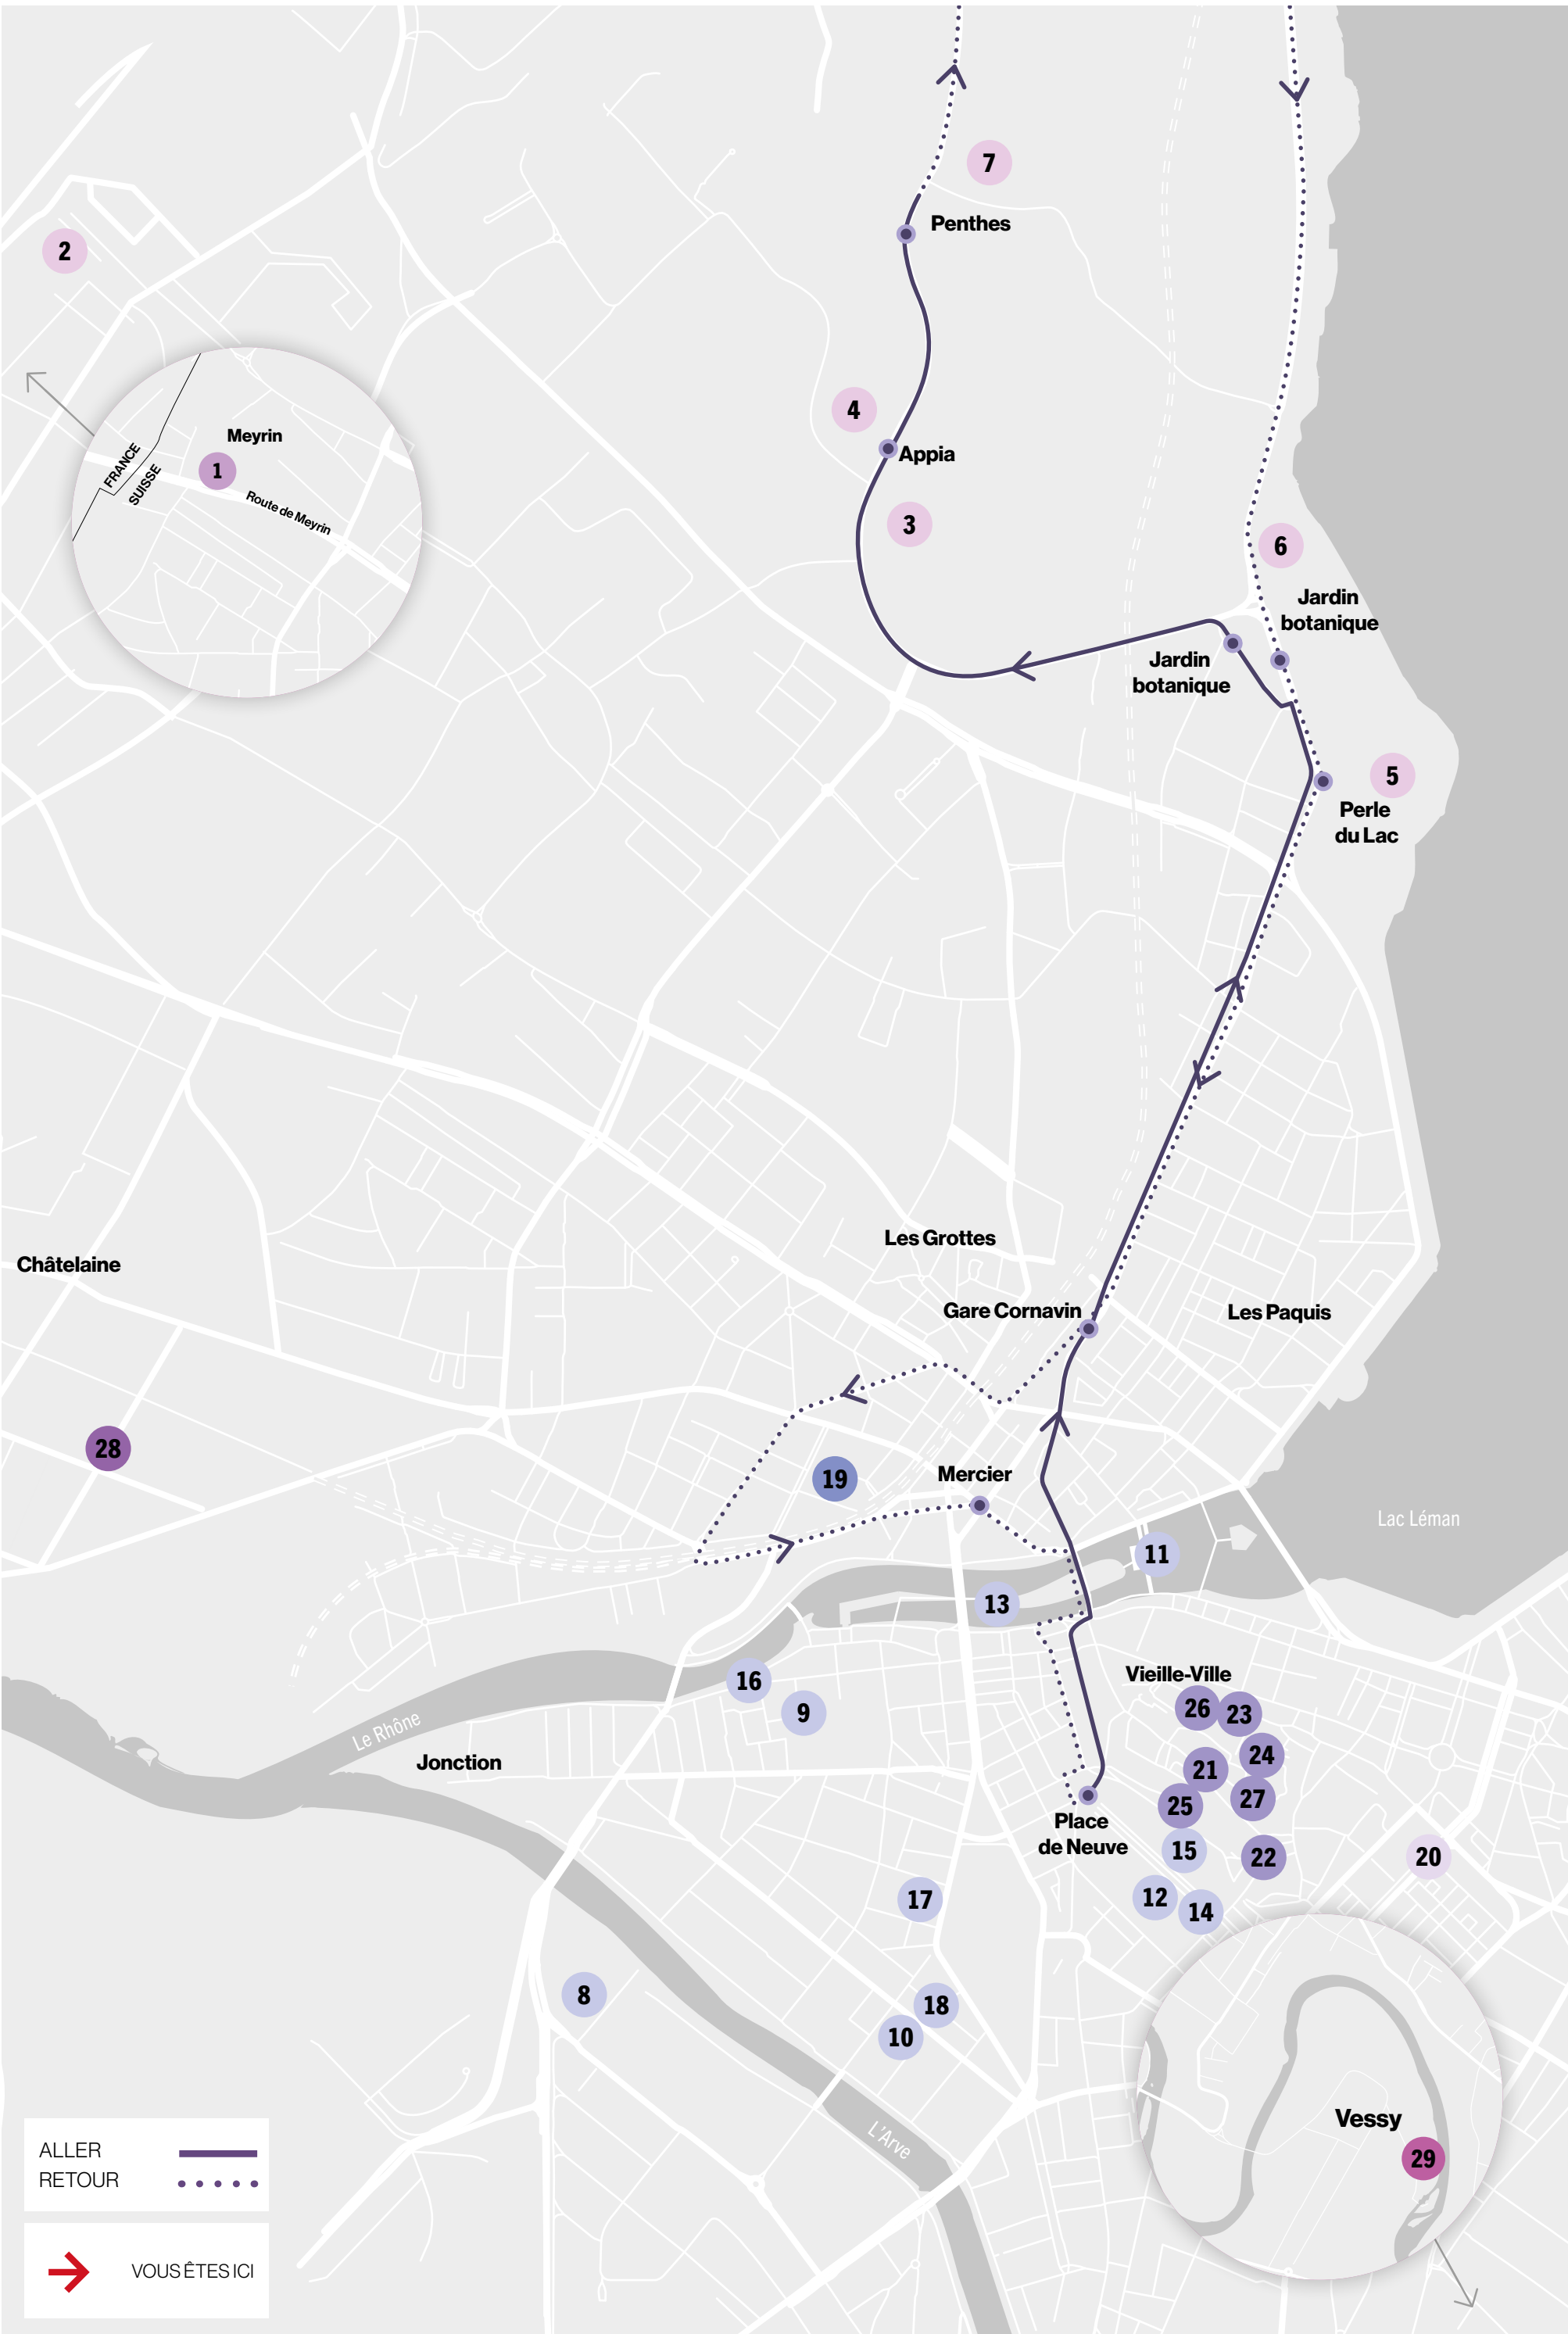 7
Penthes
2
4
Appia
Meyrin
1
FRANCE
SUISSE
Route de Meyrin
3
6
Jardin
botanique
Jardin
botanique
5
Perle
du Lac
Les Grottes
Châtelaine
Gare Cornavin
Les Paquis
28
19
Mercier
Lac Léman
11
13
Vieille-Ville
16
9
26
23
Le Rhône
Jonction
24
21
27
25
Place
de Neuve
15
22
20
12
14
17
8
18
10
Vessy
29
L'Arve
ALLER
RETOUR
VOUS ÊTES ICI